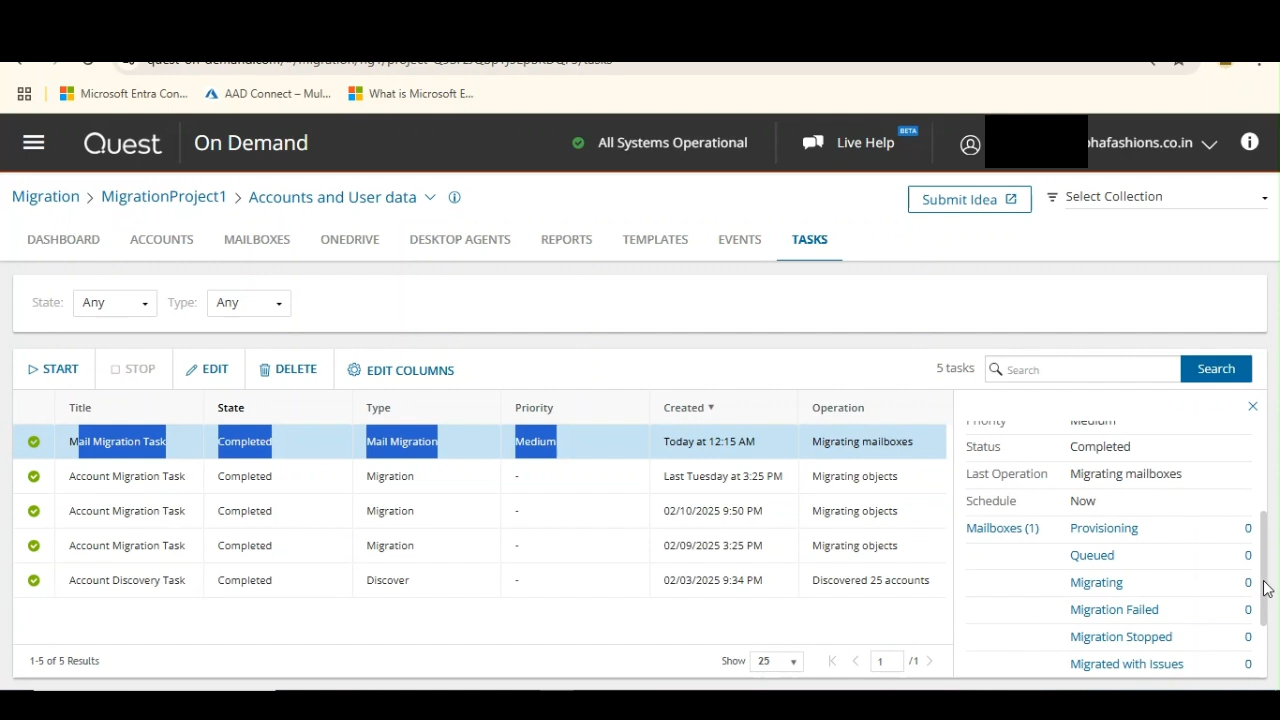 Microsoft Entra Con... AAD Connect – Mul... What is Microsoft E...
Quest On Demand All Systems Operational Live Help BETA hafashions.co.in
Migration > MigrationProject1 > Accounts and User data Submit Idea Select Collection
DASHBOARD ACCOUNTS MAILBOXES ONEDRIVE DESKTOP AGENTS REPORTS TEMPLATES EVENTS TASKS
State: Any Type: Any
START STOP EDIT DELETE EDIT COLUMNS 5 tasks Search Search
Title State Type Priority Created Operation
Mail Migration Task Completed Mail Migration Medium Today at 12:15 AM Migrating mailboxes
Account Migration Task Completed Migration - Last Tuesday at 3:25 PM Migrating objects
Account Migration Task Completed Migration - 02/10/2025 9:50 PM Migrating objects
Account Migration Task Completed Migration - 02/09/2025 3:25 PM Migrating objects
Account Discovery Task Completed Discover - 02/03/2025 9:34 PM Discovered 25 accounts
1-5 of 5 Results Show 25 1 /1
Priority Medium
Status Completed
Last Operation Migrating mailboxes
Schedule Now
Mailboxes (1) Provisioning 0
Queued 0
Migrating 0
Migration Failed 0
Migration Stopped 0
Migrated with Issues 0